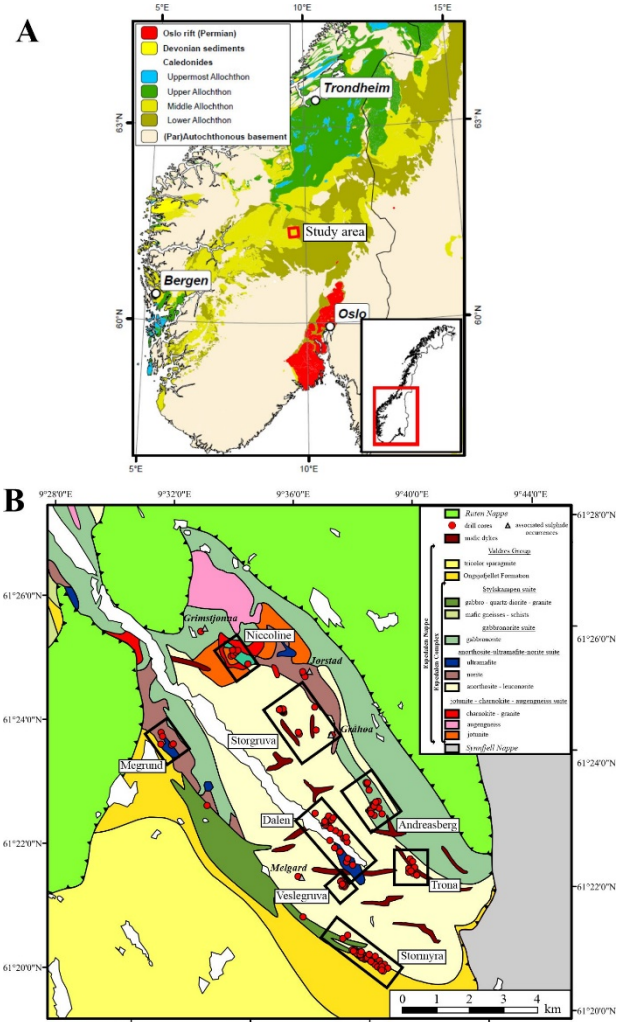 A
5°E
10°E
15°E
Oslo rift (Permian)
Devonian sediments
Caledonides
Uppermost Allochthon
Upper Allochthon
Middle Allochthon
Lower Allochthon
(Par)Autochthonous basement
Trondheim
63°N
63°N
Study area
Bergen
60°N
60°N
Oslo
5°E
10°E
B
9°28'0"E
9°32'0"E
9°36'0"E
9°40'0"E
9°44'0"E
61°28'0"N
61°26'0"N
61°26'0"N
61°24'0"N
61°24'0"N
61°22'0"N
61°22'0"N
61°20'0"N
61°20'0"N
Ruten Nappe
drill cores
associated sulphide
occurrences
mafic dykes
Valdres Group
tricolor sparagmite
Ongsjøfjellet Formation
gabbro - quartz diorite - granite
mafic gneisses - schists
gabbronorite suite
gabbronorite
anorthosite-ultramafite-norite suite
ultramafite
norite
anorthosite - leuconorite
jotunite - charnokite - augengneiss suite
charnokite - granite
augengneiss
jotunite
Synnfjell Nappe
Espedalen Nappe
Espedalen Complex
Grimstjønna
Niccoline
Jørstad
Storgruva
Gråhøa
Megrund
Dalen
Andreasberg
Melgard
Veslegruva
Trona
Stormyra
0 1 2 3 4
km